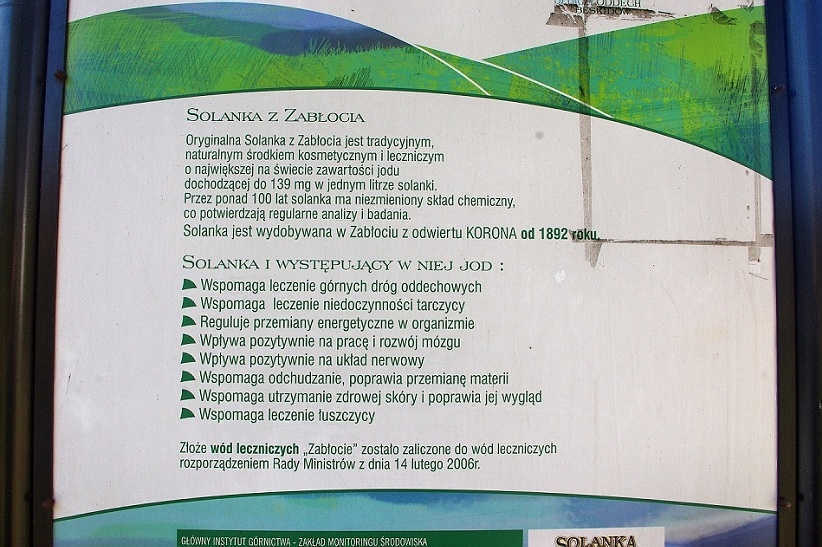 BESKIDÓW
SOLANKA Z ZABŁOCIA
Oryginalna Solanka z Zabłocia jest tradycyjnym,
naturalnym środkiem kosmetycznym i leczniczym
o największej na świecie zawartości jodu
dochodzącej do 139 mg w jednym litrze solanki.
Przez ponad 100 lat solanka ma niezmieniony skład chemiczny,
co potwierdzają regularne analizy i badania.
Solanka jest wydobywana w Zabłociu z odwiertu KORONA od 1892 roku.
SOLANKA I WYSTĘPUJĄCY W NIEJ JOD :
Wspomaga leczenie górnych dróg oddechowych
Wspomaga leczenie niedoczynności tarczycy
Reguluje przemiany energetyczne w organizmie
Wpływa pozytywnie na pracę i rozwój mózgu
Wpływa pozytywnie na układ nerwowy
Wspomaga odchudzanie, poprawia przemianę materii
Wspomaga utrzymanie zdrowej skóry i poprawia jej wygląd
Wspomaga leczenie łuszczycy
Złoże wód leczniczych „Zabłocie” zostało zaliczone do wód leczniczych
rozporządzeniem Rady Ministrów z dnia 14 lutego 2006r.
GŁÓWNY INSTYTUT GÓRNICTWA - ZAKŁAD MONITORINGU ŚRODOWISKA
SOLANKA